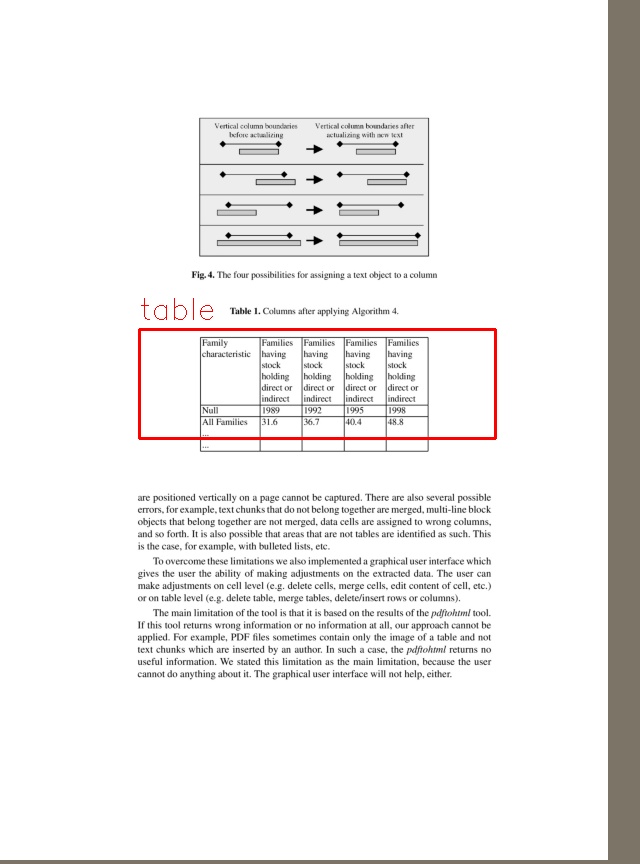 Vertical column boundaries before actualizing
Vertical column boundaries after actualizing with new text
Fig. 4. The four possibilities for assigning a text object to a column
table
Table 1. Columns after applying Algorithm 4.
Family characteristic | Families having stock holding direct or indirect | Families having stock holding direct or indirect | Families having stock holding direct or indirect | Families having stock holding direct or indirect
Null | 1989 | 1992 | 1995 | 1998
All Families | 31.6 | 36.7 | 40.4 | 48.8
...
...
are positioned vertically on a page cannot be captured. There are also several possible
errors, for example, text chunks that do not belong together are merged, multi-line block
objects that belong together are not merged, data cells are assigned to wrong columns,
and so forth. It is also possible that areas that are not tables are identified as such. This
is the case, for example, with bulleted lists, etc.
To overcome these limitations we also implemented a graphical user interface which
gives the user the ability of making adjustments on the extracted data. The user can
make adjustments on cell level (e.g. delete cells, merge cells, edit content of cell, etc.)
or on table level (e.g. delete table, merge tables, delete/insert rows or columns).
The main limitation of the tool is that it is based on the results of the pdftohtml tool.
If this tool returns wrong information or no information at all, our approach cannot be
applied. For example, PDF files sometimes contain only the image of a table and not
text chunks which are inserted by an author. In such a case, the pdftohtml returns no
useful information. We stated this limitation as the main limitation, because the user
cannot do anything about it. The graphical user interface will not help, either.